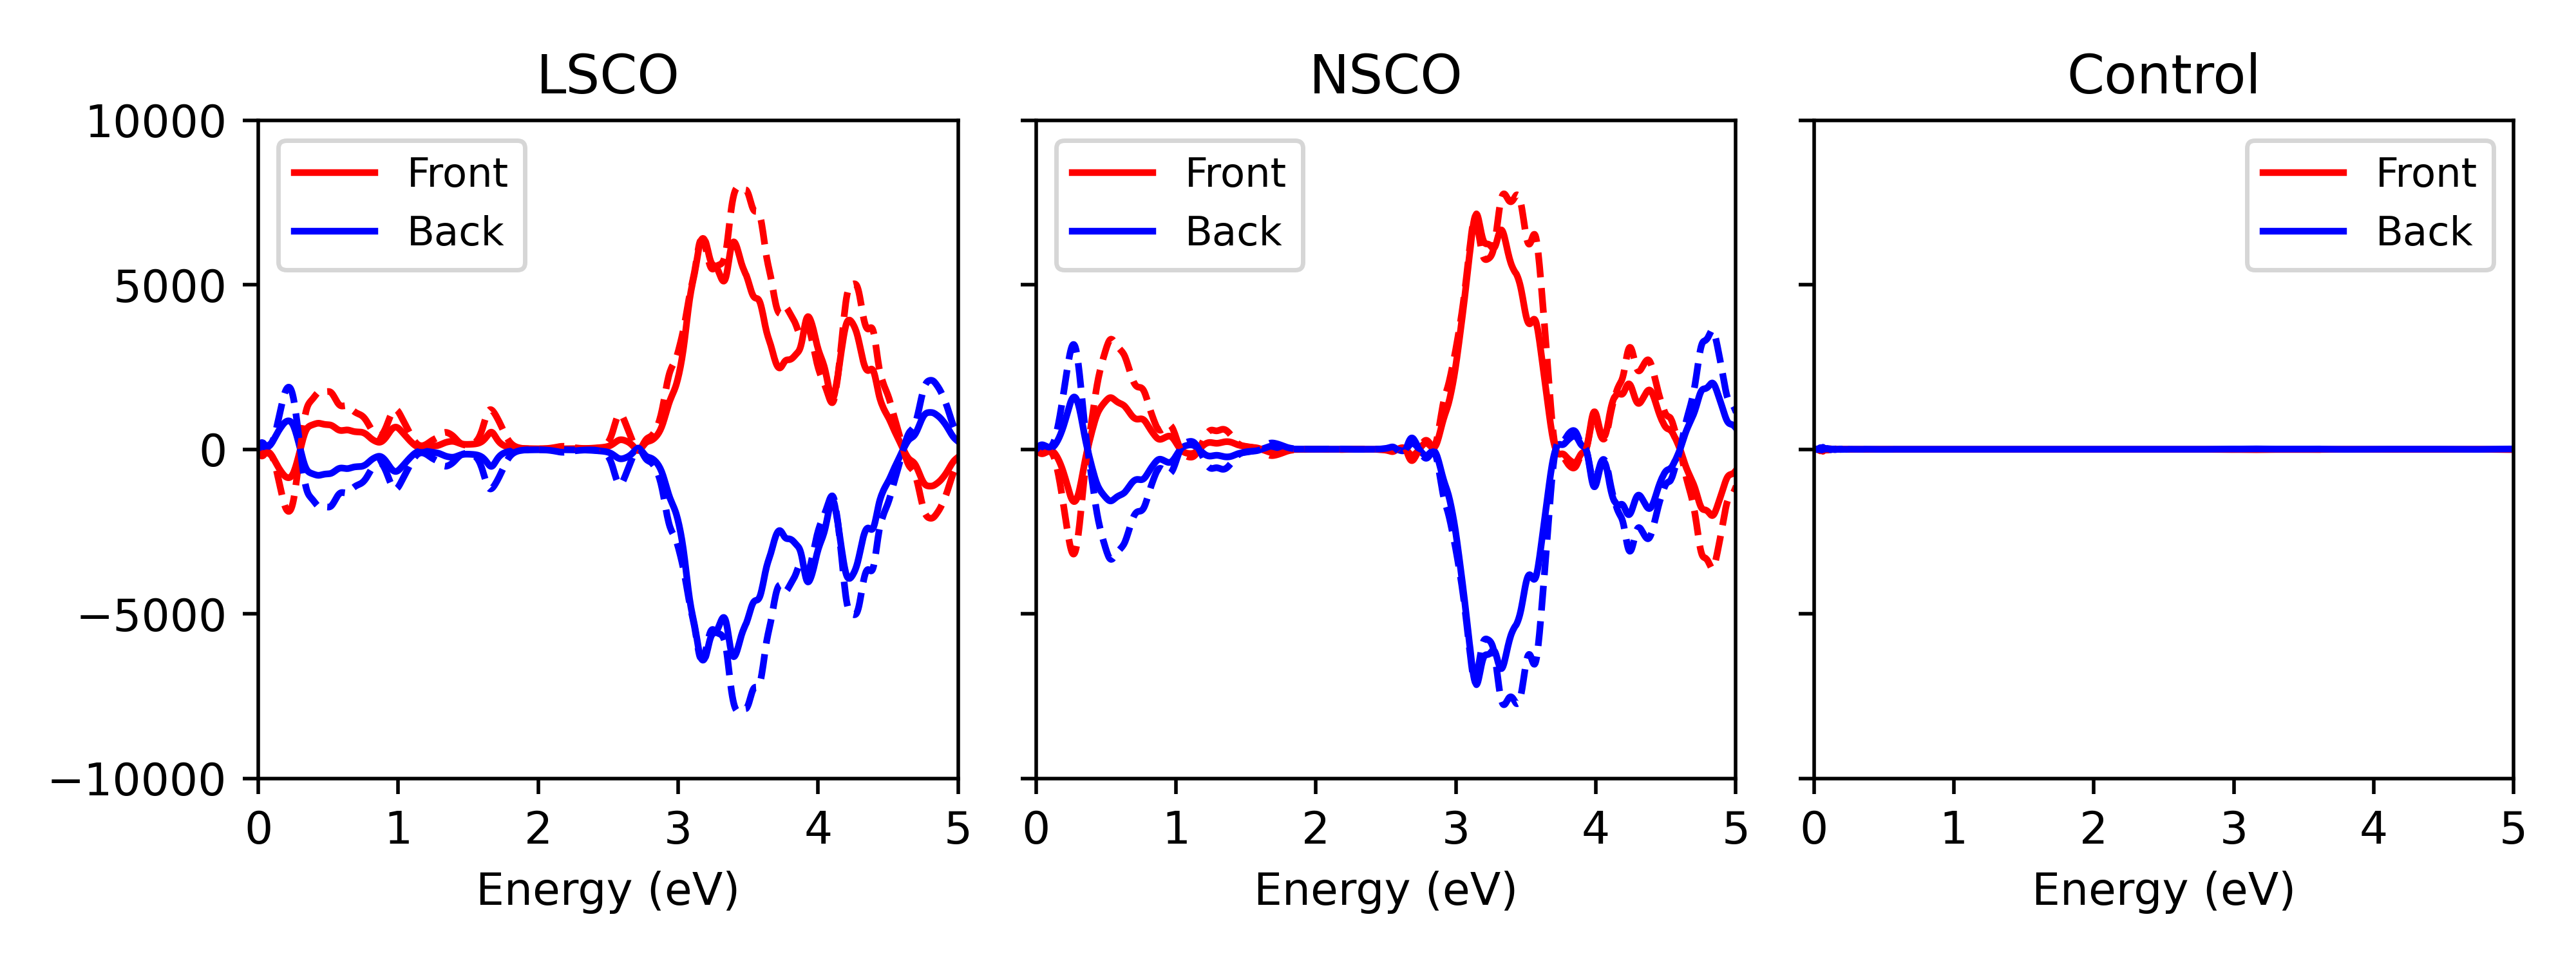 LSCO
10000
5000
0
−5000
−10000
Front
Back
0 1 2 3 4 5
Energy (eV)
NSCO
Front
Back
0 1 2 3 4 5
Energy (eV)
Control
Front
Back
0 1 2 3 4 5
Energy (eV)